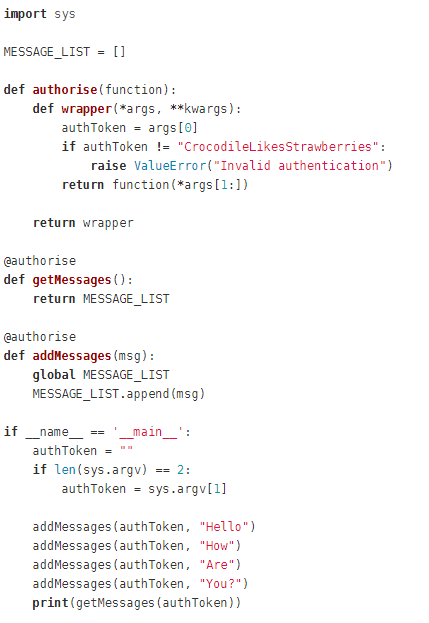 import sys

MESSAGE_LIST = []

def authorise(function):
    def wrapper(*args, **kwargs):
        authToken = args[0]
        if authToken != "CrocodileLikesStrawberries":
            raise ValueError("Invalid authentication")
        return function(*args[1:])

    return wrapper

@authorise
def getMessages():
    return MESSAGE_LIST

@authorise
def addMessages(msg):
    global MESSAGE_LIST
    MESSAGE_LIST.append(msg)

if __name__ == '__main__':
    authToken = ""
    if len(sys.argv) == 2:
        authToken = sys.argv[1]

    addMessages(authToken, "Hello")
    addMessages(authToken, "How")
    addMessages(authToken, "Are")
    addMessages(authToken, "You?")
    print(getMessages(authToken))